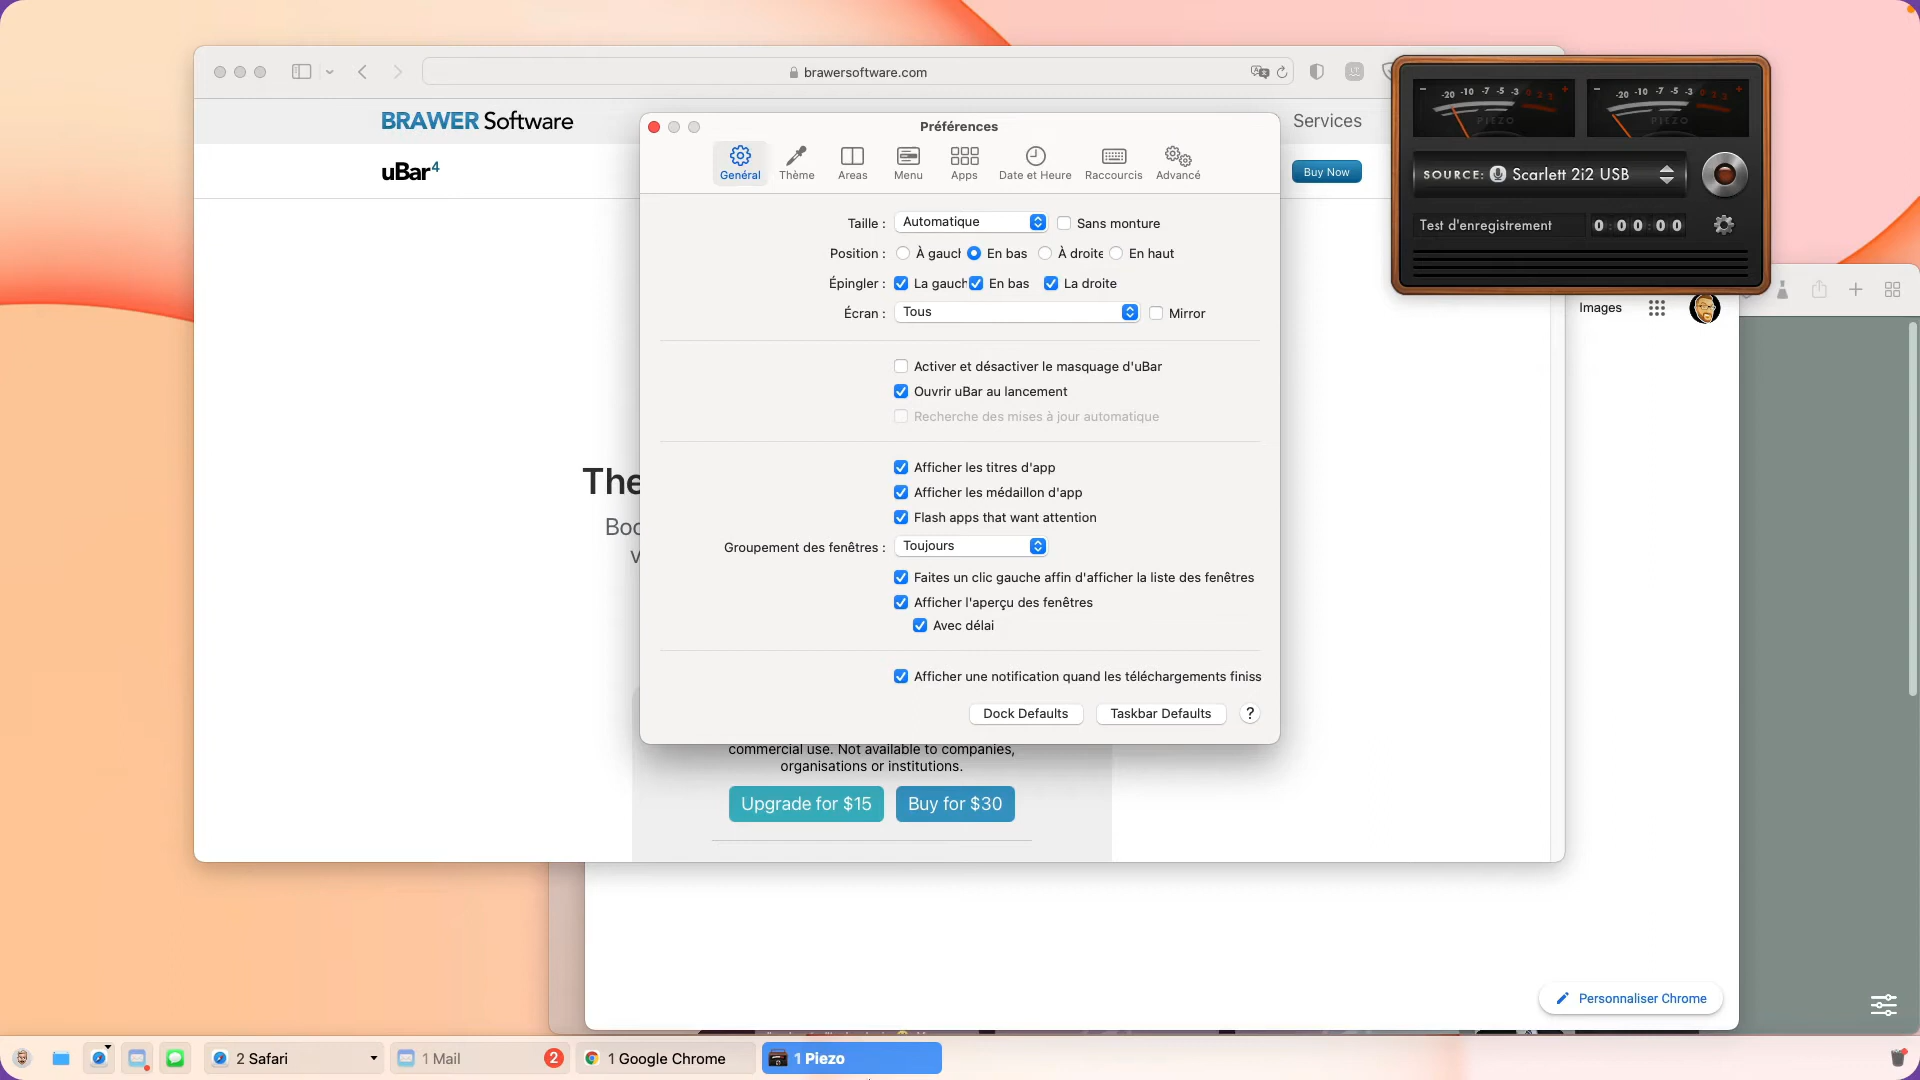 brawersoftware.com
BRAWER Software
Services
uBar4
Buy Now
Préférences
Général
Thème
Areas
Menu
Apps
Date et Heure
Raccourcis
Avancé
Taille :
Automatique
Sans monture
Position :
À gauch
En bas
À droite
En haut
Épingler :
La gauch
En bas
La droite
Écran :
Tous
Mirror
Activer et désactiver le masquage d'uBar
Ouvrir uBar au lancement
Recherche des mises à jour automatique
Afficher les titres d'app
Afficher les médaillon d'app
Flash apps that want attention
Groupement des fenêtres :
Toujours
Faites un clic gauche affin d'afficher la liste des fenêtres
Afficher l'aperçu des fenêtres
Avec délai
Afficher une notification quand les téléchargements finiss
Dock Defaults
Taskbar Defaults
?
The
Boo
commercial use. Not available to companies,
organisations or institutions.
Upgrade for $15
Buy for $30
- -20 -10 -7 -5 -3 0 2 3 +
PIEZO
- -20 -10 -7 -5 -3 0 2 3 +
PIEZO
SOURCE: Scarlett 2i2 USB
Test d'enregistrement
0:00:00
Images
Personnaliser Chrome
2 Safari
1 Mail
2
1 Google Chrome
1 Piezo